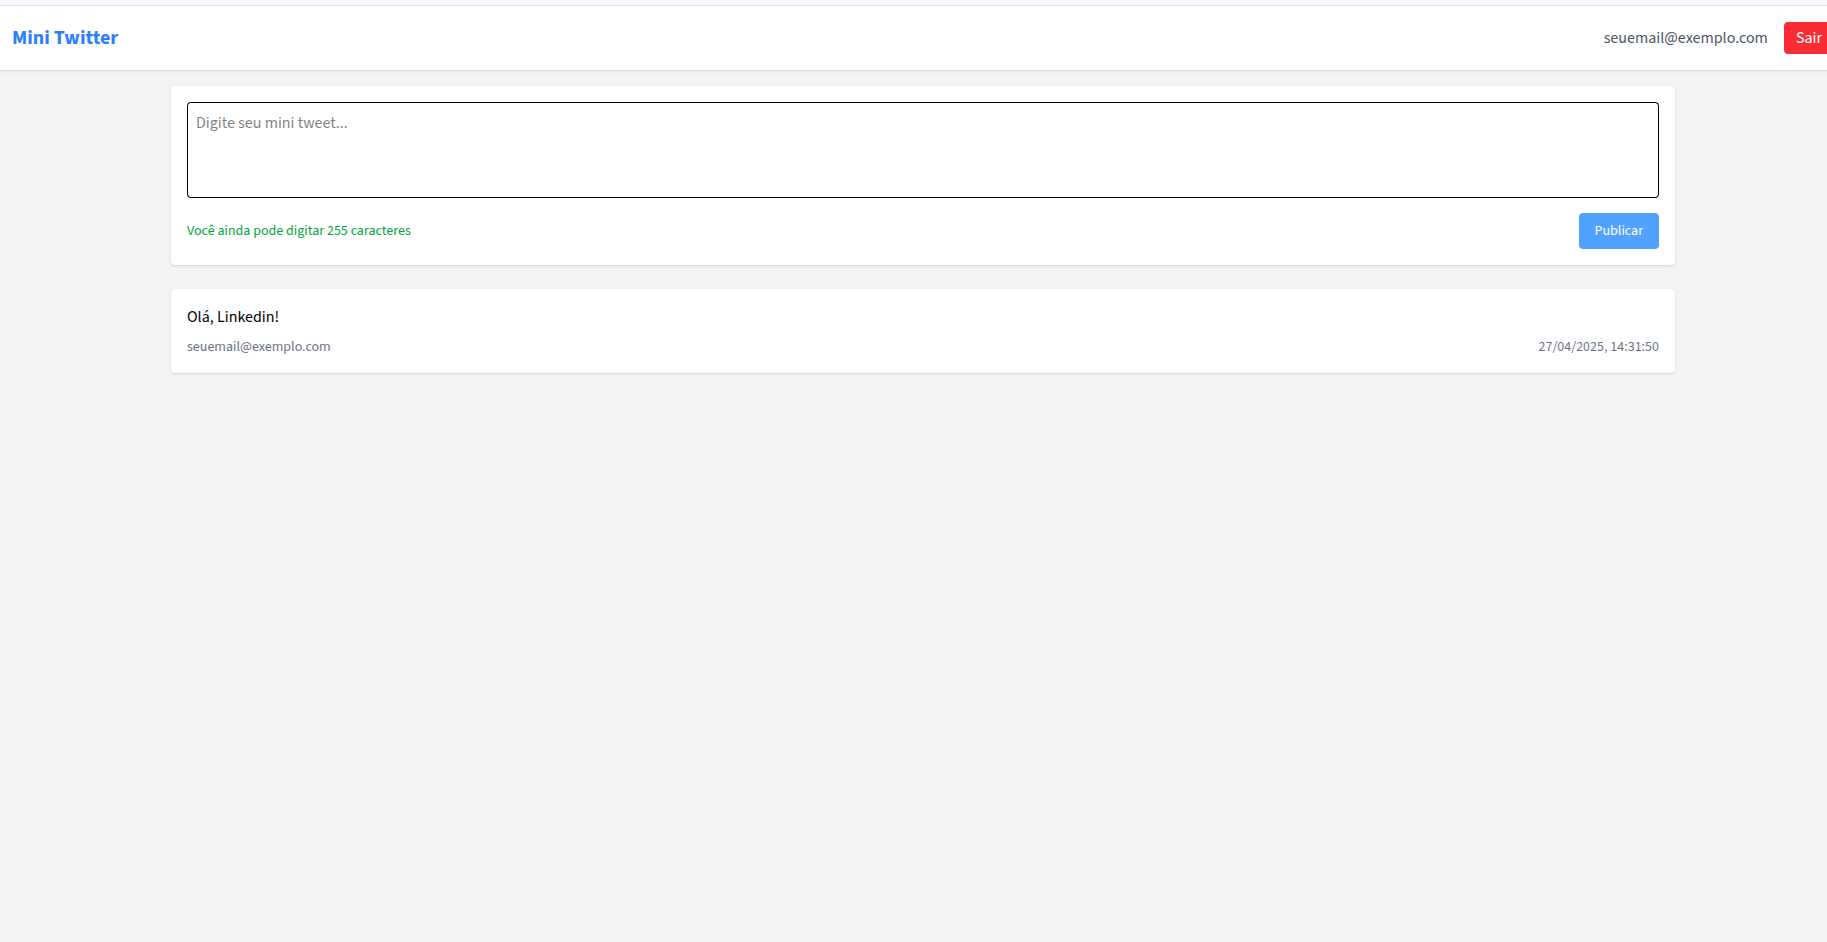 Mini Twitter
seuemail@exemplo.com
Sair
Digite seu mini tweet...
Você ainda pode digitar 255 caracteres
Publicar
Olá, Linkedin!
seuemail@exemplo.com
27/04/2025, 14:31:50